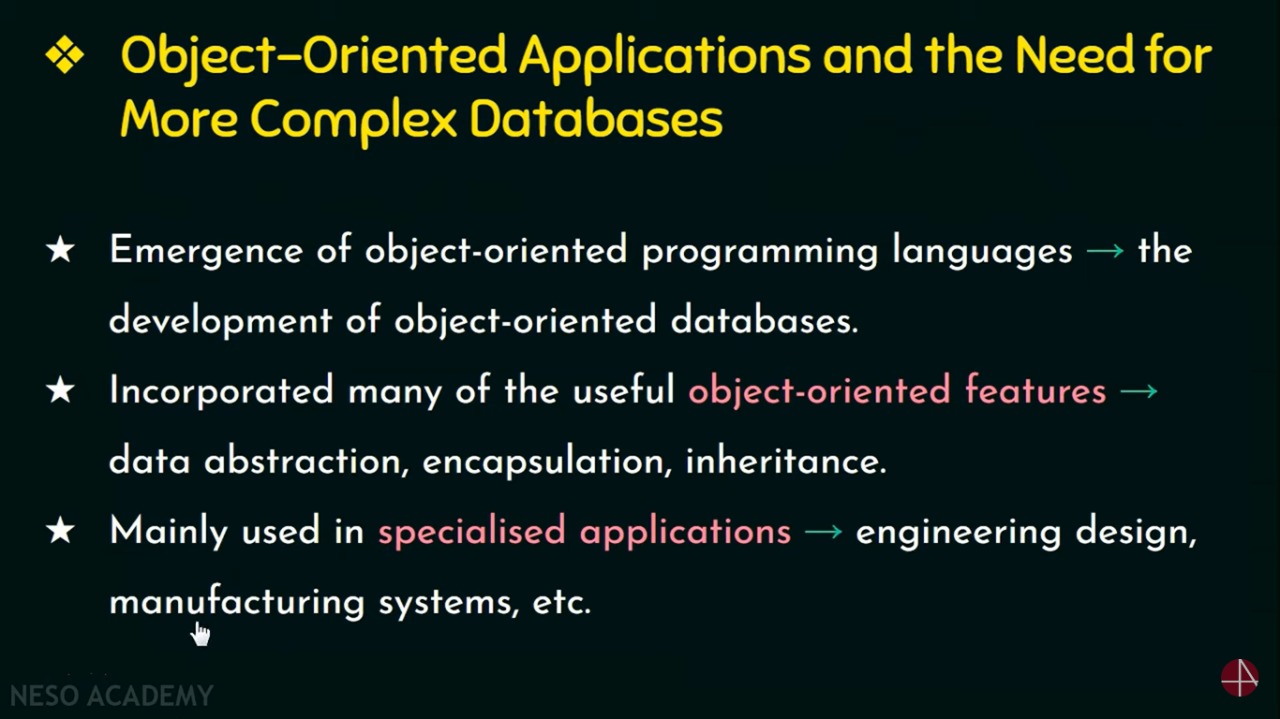 ❖ Object-Oriented Applications and the Need for
More Complex Databases
★ Emergence of object-oriented programming languages → the
development of object-oriented databases.
★ Incorporated many of the useful object-oriented features →
data abstraction, encapsulation, inheritance.
★ Mainly used in specialised applications → engineering design,
manufacturing systems, etc.
NESO ACADEMY